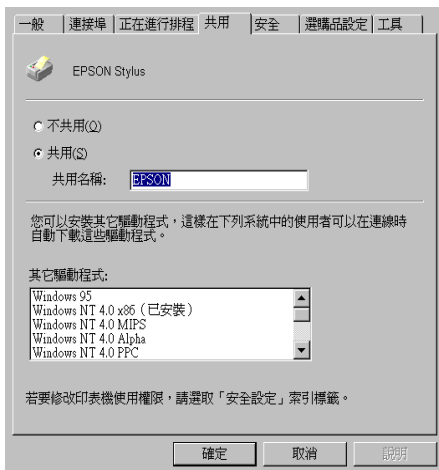 一般 連接埠 正在進行排程 共用 安全 選購品設定 工具
EPSON Stylus
不共用(O)
共用(S)
共用名稱: EPSON
您可以安裝其它驅動程式，這樣在下列系統中的使用者可以在連線時
自動下載這些驅動程式。
其它驅動程式:
Windows 95
Windows NT 4.0 x86 (已安裝)
Windows NT 4.0 MIPS
Windows NT 4.0 Alpha
Windows NT 4.0 PPC
若要修改印表機使用權限，請選取「安全設定」索引標籤。
確定 取消 說明